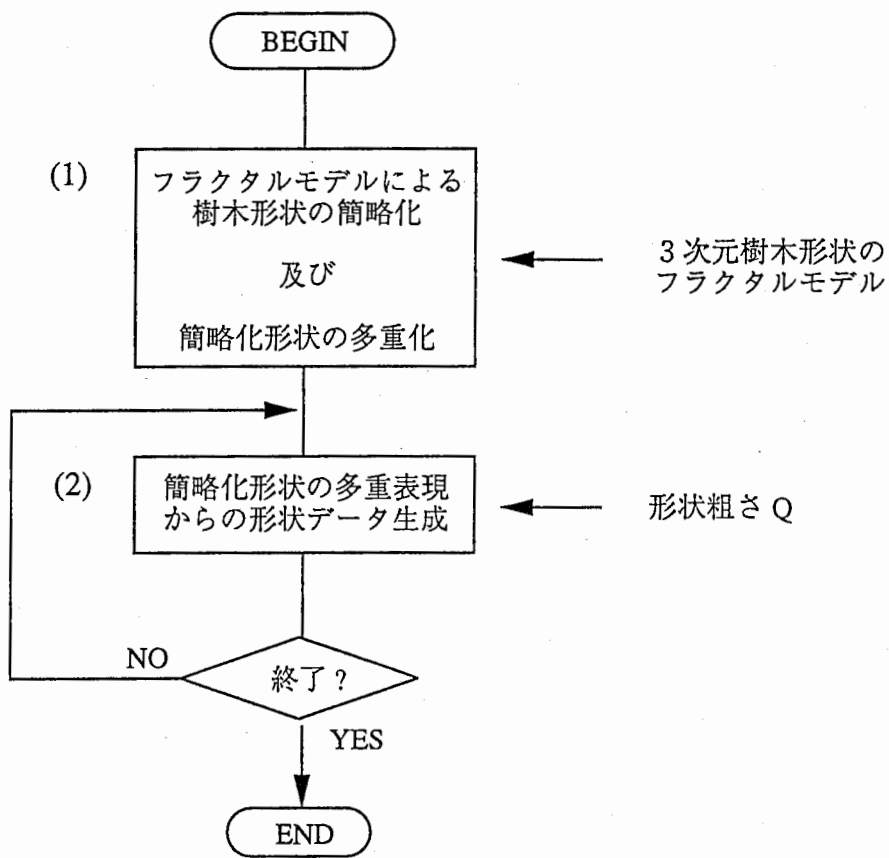 BEGIN
(1)
フラクタルモデルによる
樹木形状の簡略化
及び
簡略化形状の多重化
3次元樹木形状の
フラクタルモデル
(2)
簡略化形状の多重表現
からの形状データ生成
形状粗さ Q
NO
終了?
YES
END